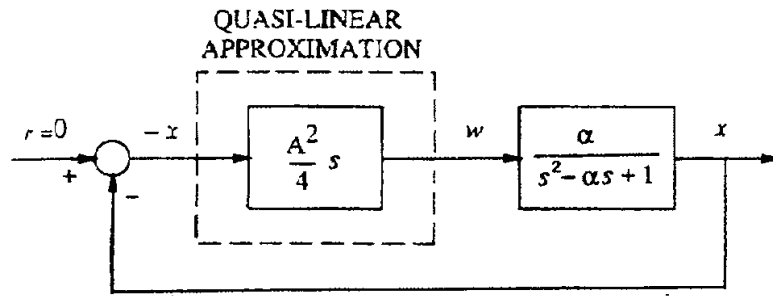 QUASI-LINEAR
APPROXIMATION
r=0
+
-
-x
A²/4 s
w
α/(s²-αs+1)
x